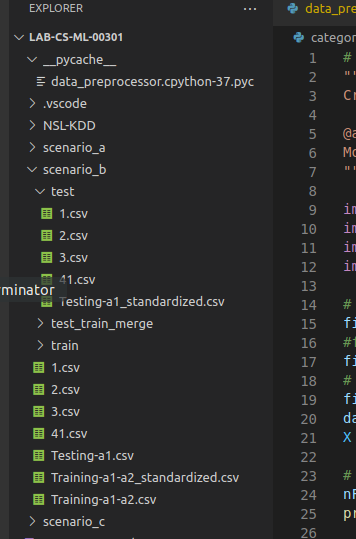 EXPLORER
···
data_pre
LAB-CS-ML-00301
__pycache__
data_preprocessor.cpython-37.pyc
.vscode
NSL-KDD
scenario_a
scenario_b
test
1.csv
2.csv
3.csv
41.csv
rminator
Testing-a1_standardized.csv
test_train_merge
train
1.csv
2.csv
3.csv
41.csv
Testing-a1.csv
Training-a1-a2_standardized.csv
Training-a1-a2.csv
scenario_c
categor
1 #
2 ""
3 Cr
4
5 @a
6 Mo
7 ""
8
9 im
10 im
11 im
12 im
13
14 #
15 fi
16 #f
17 fi
18 #
19 fi
20 da
21 X
22
23 #
24 nF
25 pr
26